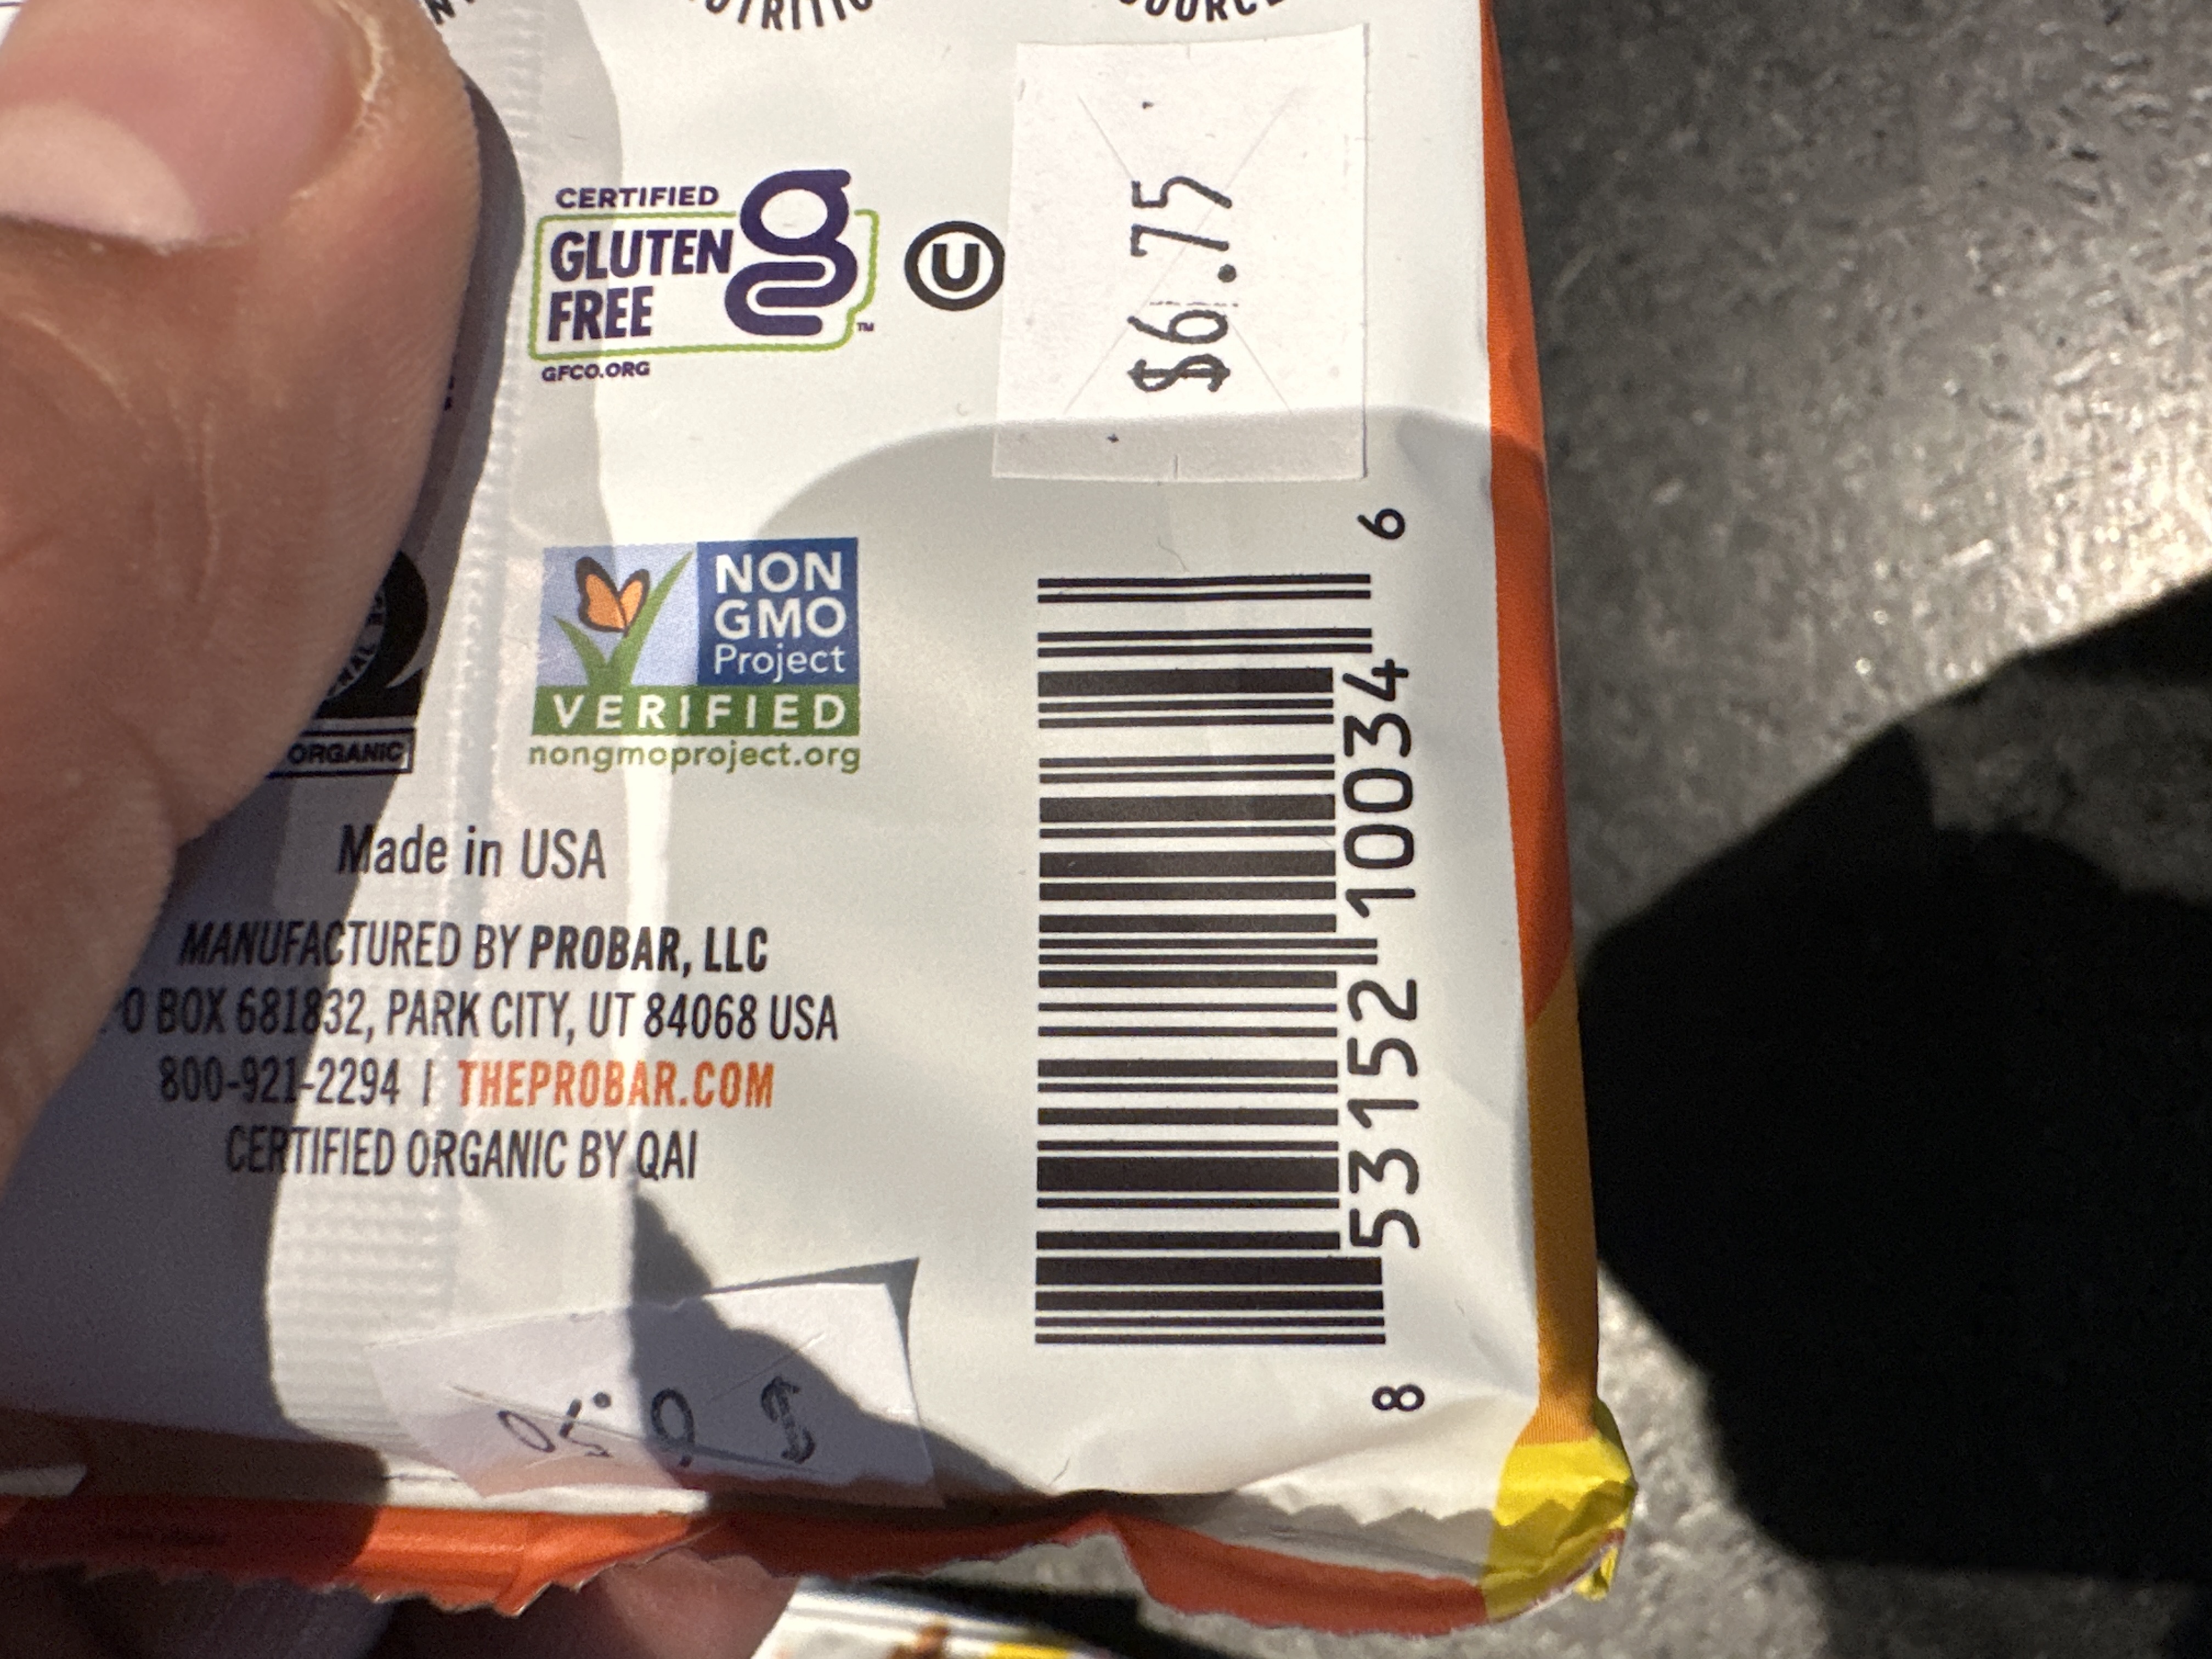 CERTIFIED
GLUTEN
FREE
GFCO.ORG
g
TM
U
ORGANIC
NON
GMO
Project
VERIFIED
nongmoproject.org
Made in USA
MANUFACTURED BY PROBAR, LLC
O BOX 681832, PARK CITY, UT 84068 USA
800-921-2294 | THEPROBAR.COM
CERTIFIED ORGANIC BY QAI
$6.75
8 53152 10034 6